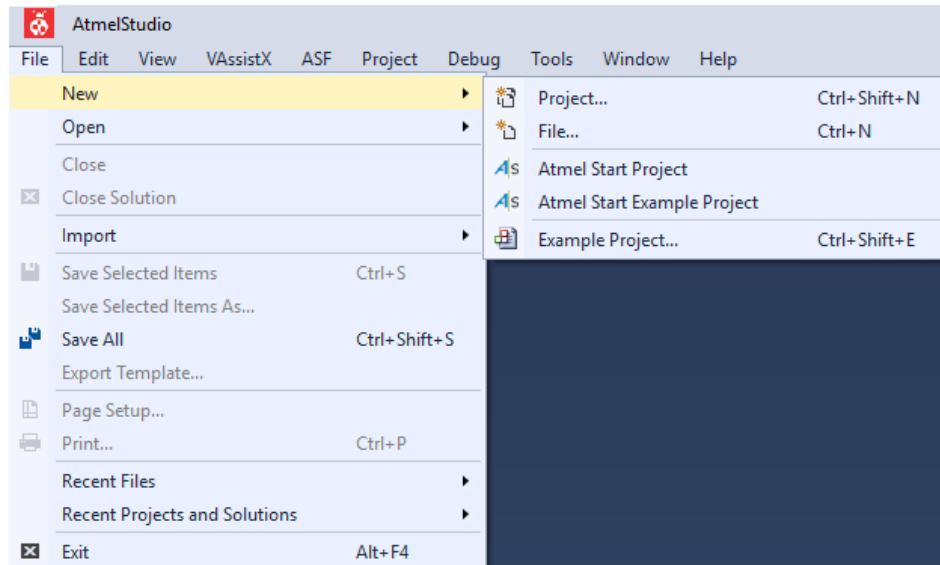 AtmelStudio
File Edit View VAssistX ASF Project Debug Tools Window Help
New
Open
Close
Close Solution
Import
Save Selected Items Ctrl+S
Save Selected Items As...
Save All Ctrl+Shift+S
Export Template...
Page Setup...
Print... Ctrl+P
Recent Files
Recent Projects and Solutions
Exit Alt+F4
Project... Ctrl+Shift+N
File... Ctrl+N
As Atmel Start Project
As Atmel Start Example Project
Example Project... Ctrl+Shift+E